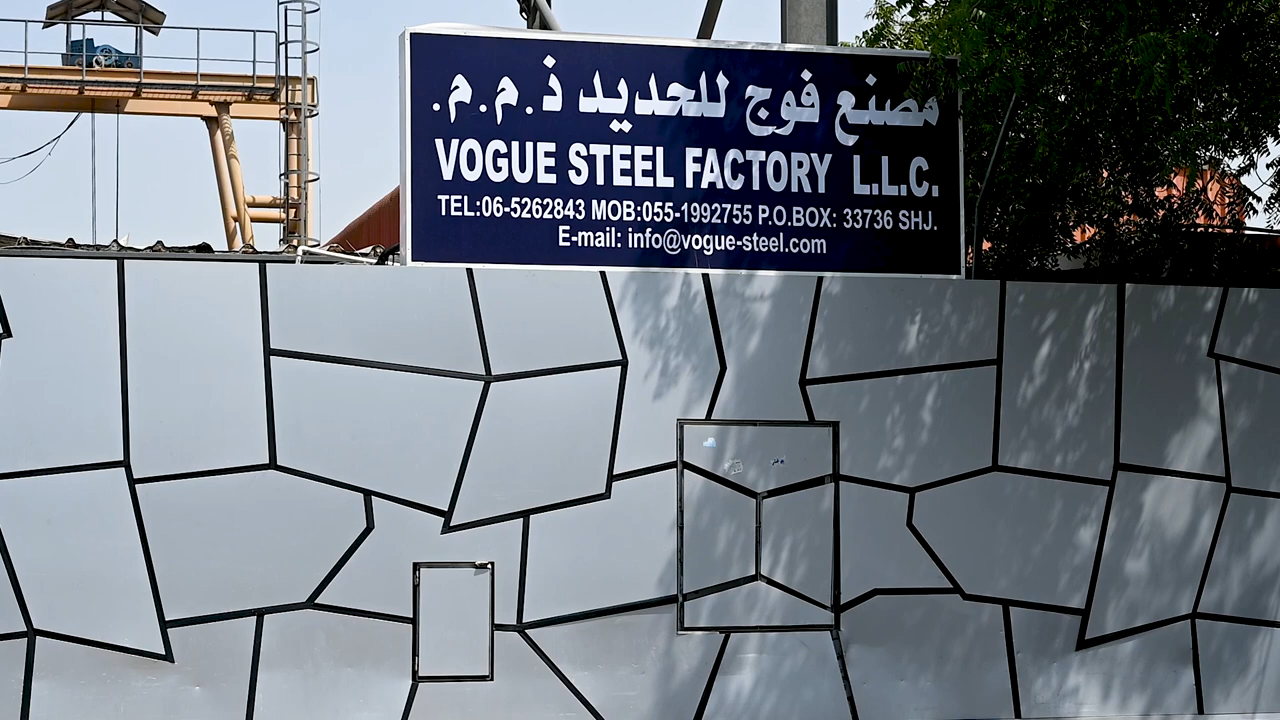 مصنع فوج للحديد ذ.م.م.
VOGUE STEEL FACTORY L.L.C.
TEL:06-5262843 MOB:055-1992755 P.O.BOX: 33736 SHJ.
E-mail: info@vogue-steel.com